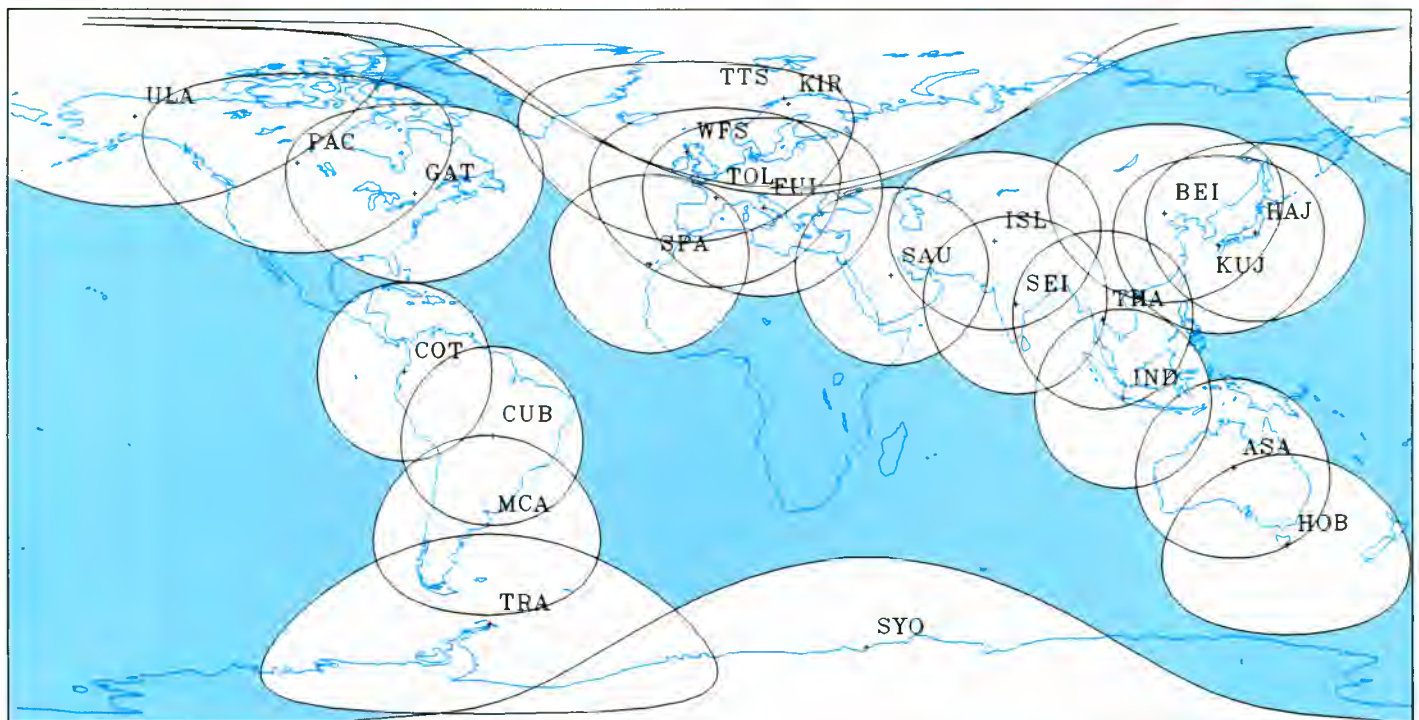 TTS
KIR
ULA
WFS
PAC
GAT
TOL
FUI
BEI
HAJ
ISL
SPA
SAU
KUJ
SEI
THA
COT
IND
CUB
ASA
MCA
HOB
TRA
SYO